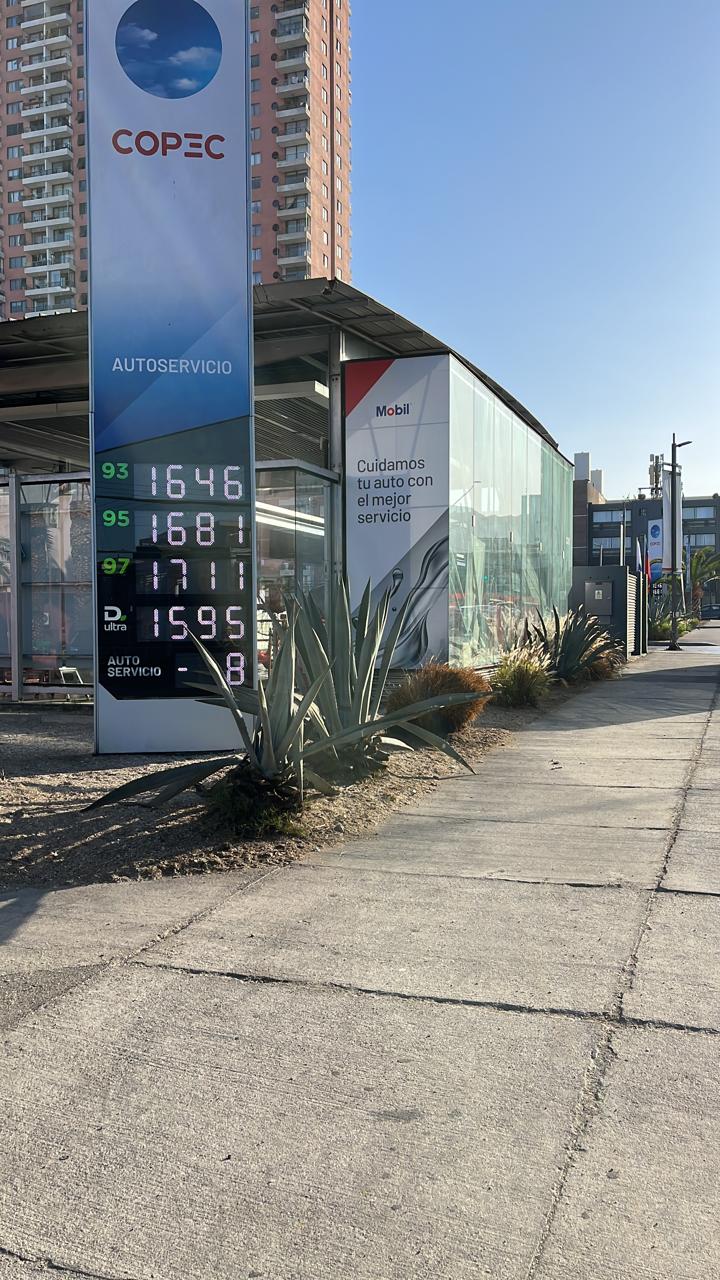 COPEC
AUTOSERVICIO
93 1646
95 1681
97 1711
D ultra 1595
AUTO SERVICIO - 8
Mobil
Cuidamos
tu auto con
el mejor
servicio
COPEC